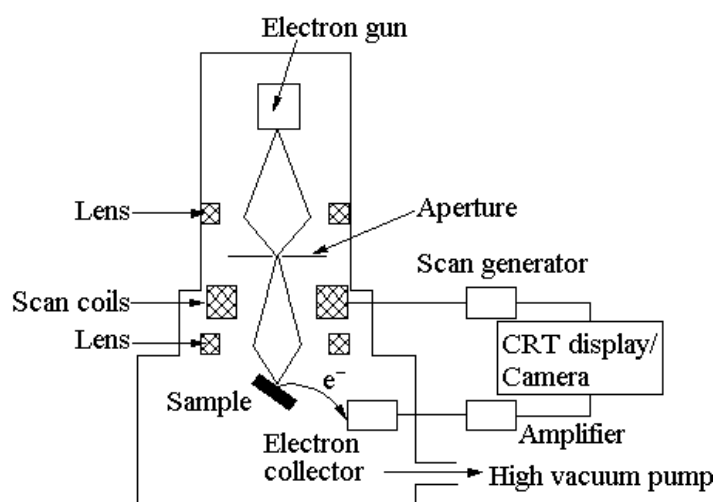 Electron gun
Lens
Aperture
Scan generator
Scan coils
Lens
CRT display/
Camera
e⁻
Sample
Electron
collector
Amplifier
High vacuum pump